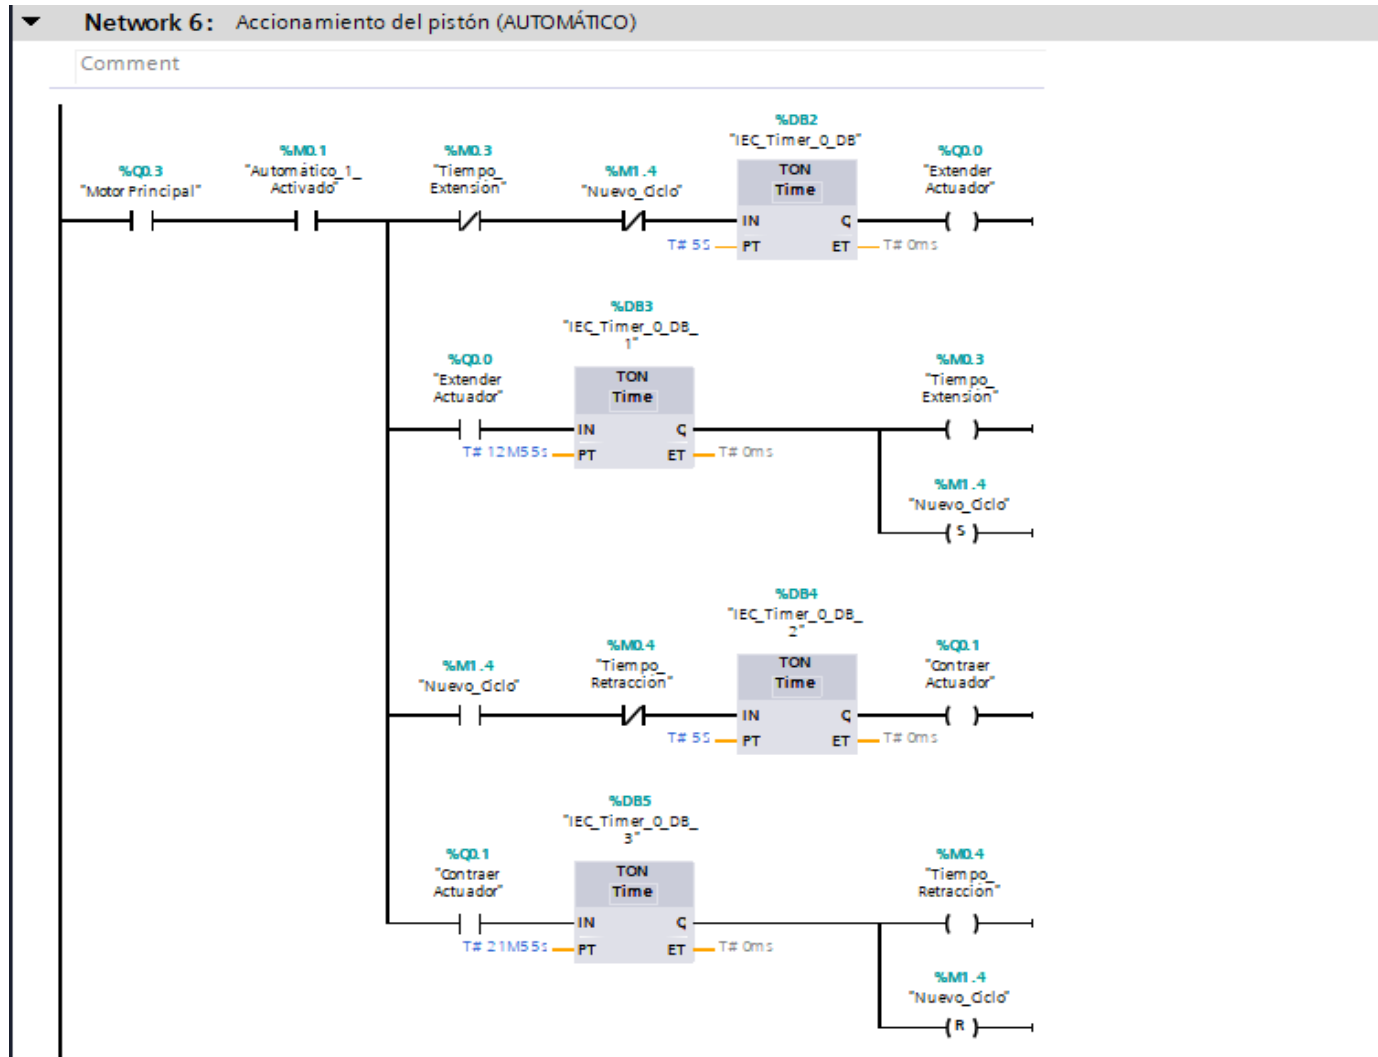 Network 6: Accionamiento del pistón (AUTOMÁTICO)
Comment
%DB2
"IEC_Timer_0_DB"
%Q0.3
"Motor Principal"
%M0.1
"Automático_1_
Activado"
%M0.3
"Tiempo_
Extensión"
%M1.4
"Nuevo_Ciclo"
TON
Time
%Q0.0
"Extender
Actuador"
IN Q
T# 5S PT ET T# 0ms
%DB3
"IEC_Timer_0_DB_
1"
%Q0.0
"Extender
Actuador"
TON
Time
%M0.3
"Tiempo_
Extensión"
IN Q
T# 12M55s PT ET T# 0ms
%M1.4
"Nuevo_Ciclo"
S
%DB4
"IEC_Timer_0_DB_
2"
%M1.4
"Nuevo_Ciclo"
%M0.4
"Tiempo_
Retracción"
TON
Time
%Q0.1
"Contraer
Actuador"
IN Q
T# 5S PT ET T# 0ms
%DB5
"IEC_Timer_0_DB_
3"
%Q0.1
"Contraer
Actuador"
TON
Time
%M0.4
"Tiempo_
Retracción"
IN Q
T# 21M55s PT ET T# 0ms
%M1.4
"Nuevo_Ciclo"
R